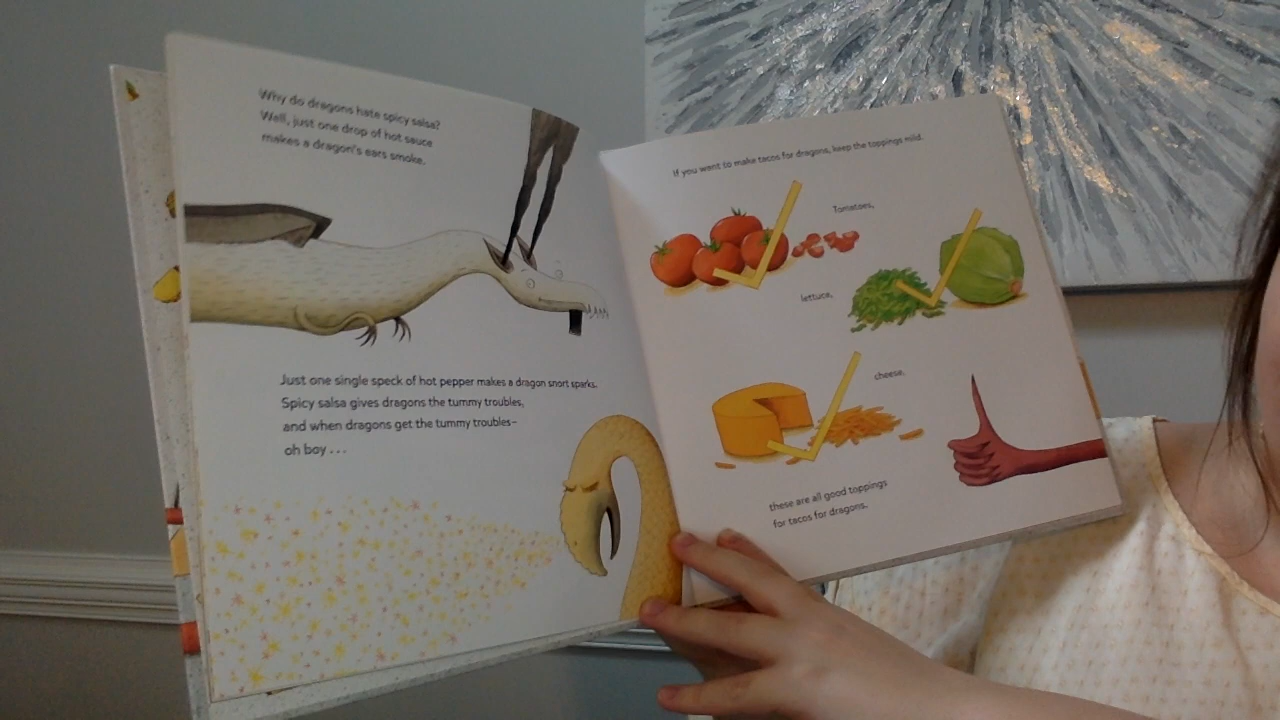 Why do dragons hate spicy salsa?
Well, just one drop of hot sauce
makes a dragon's ears smoke.
Just one single speck of hot pepper makes a dragon snort sparks.
Spicy salsa gives dragons the tummy troubles,
and when dragons get the tummy troubles–
oh boy . . .
If you want to make tacos for dragons, keep the toppings mild.
Tomatoes,
lettuce,
cheese,
these are all good toppings
for tacos for dragons.